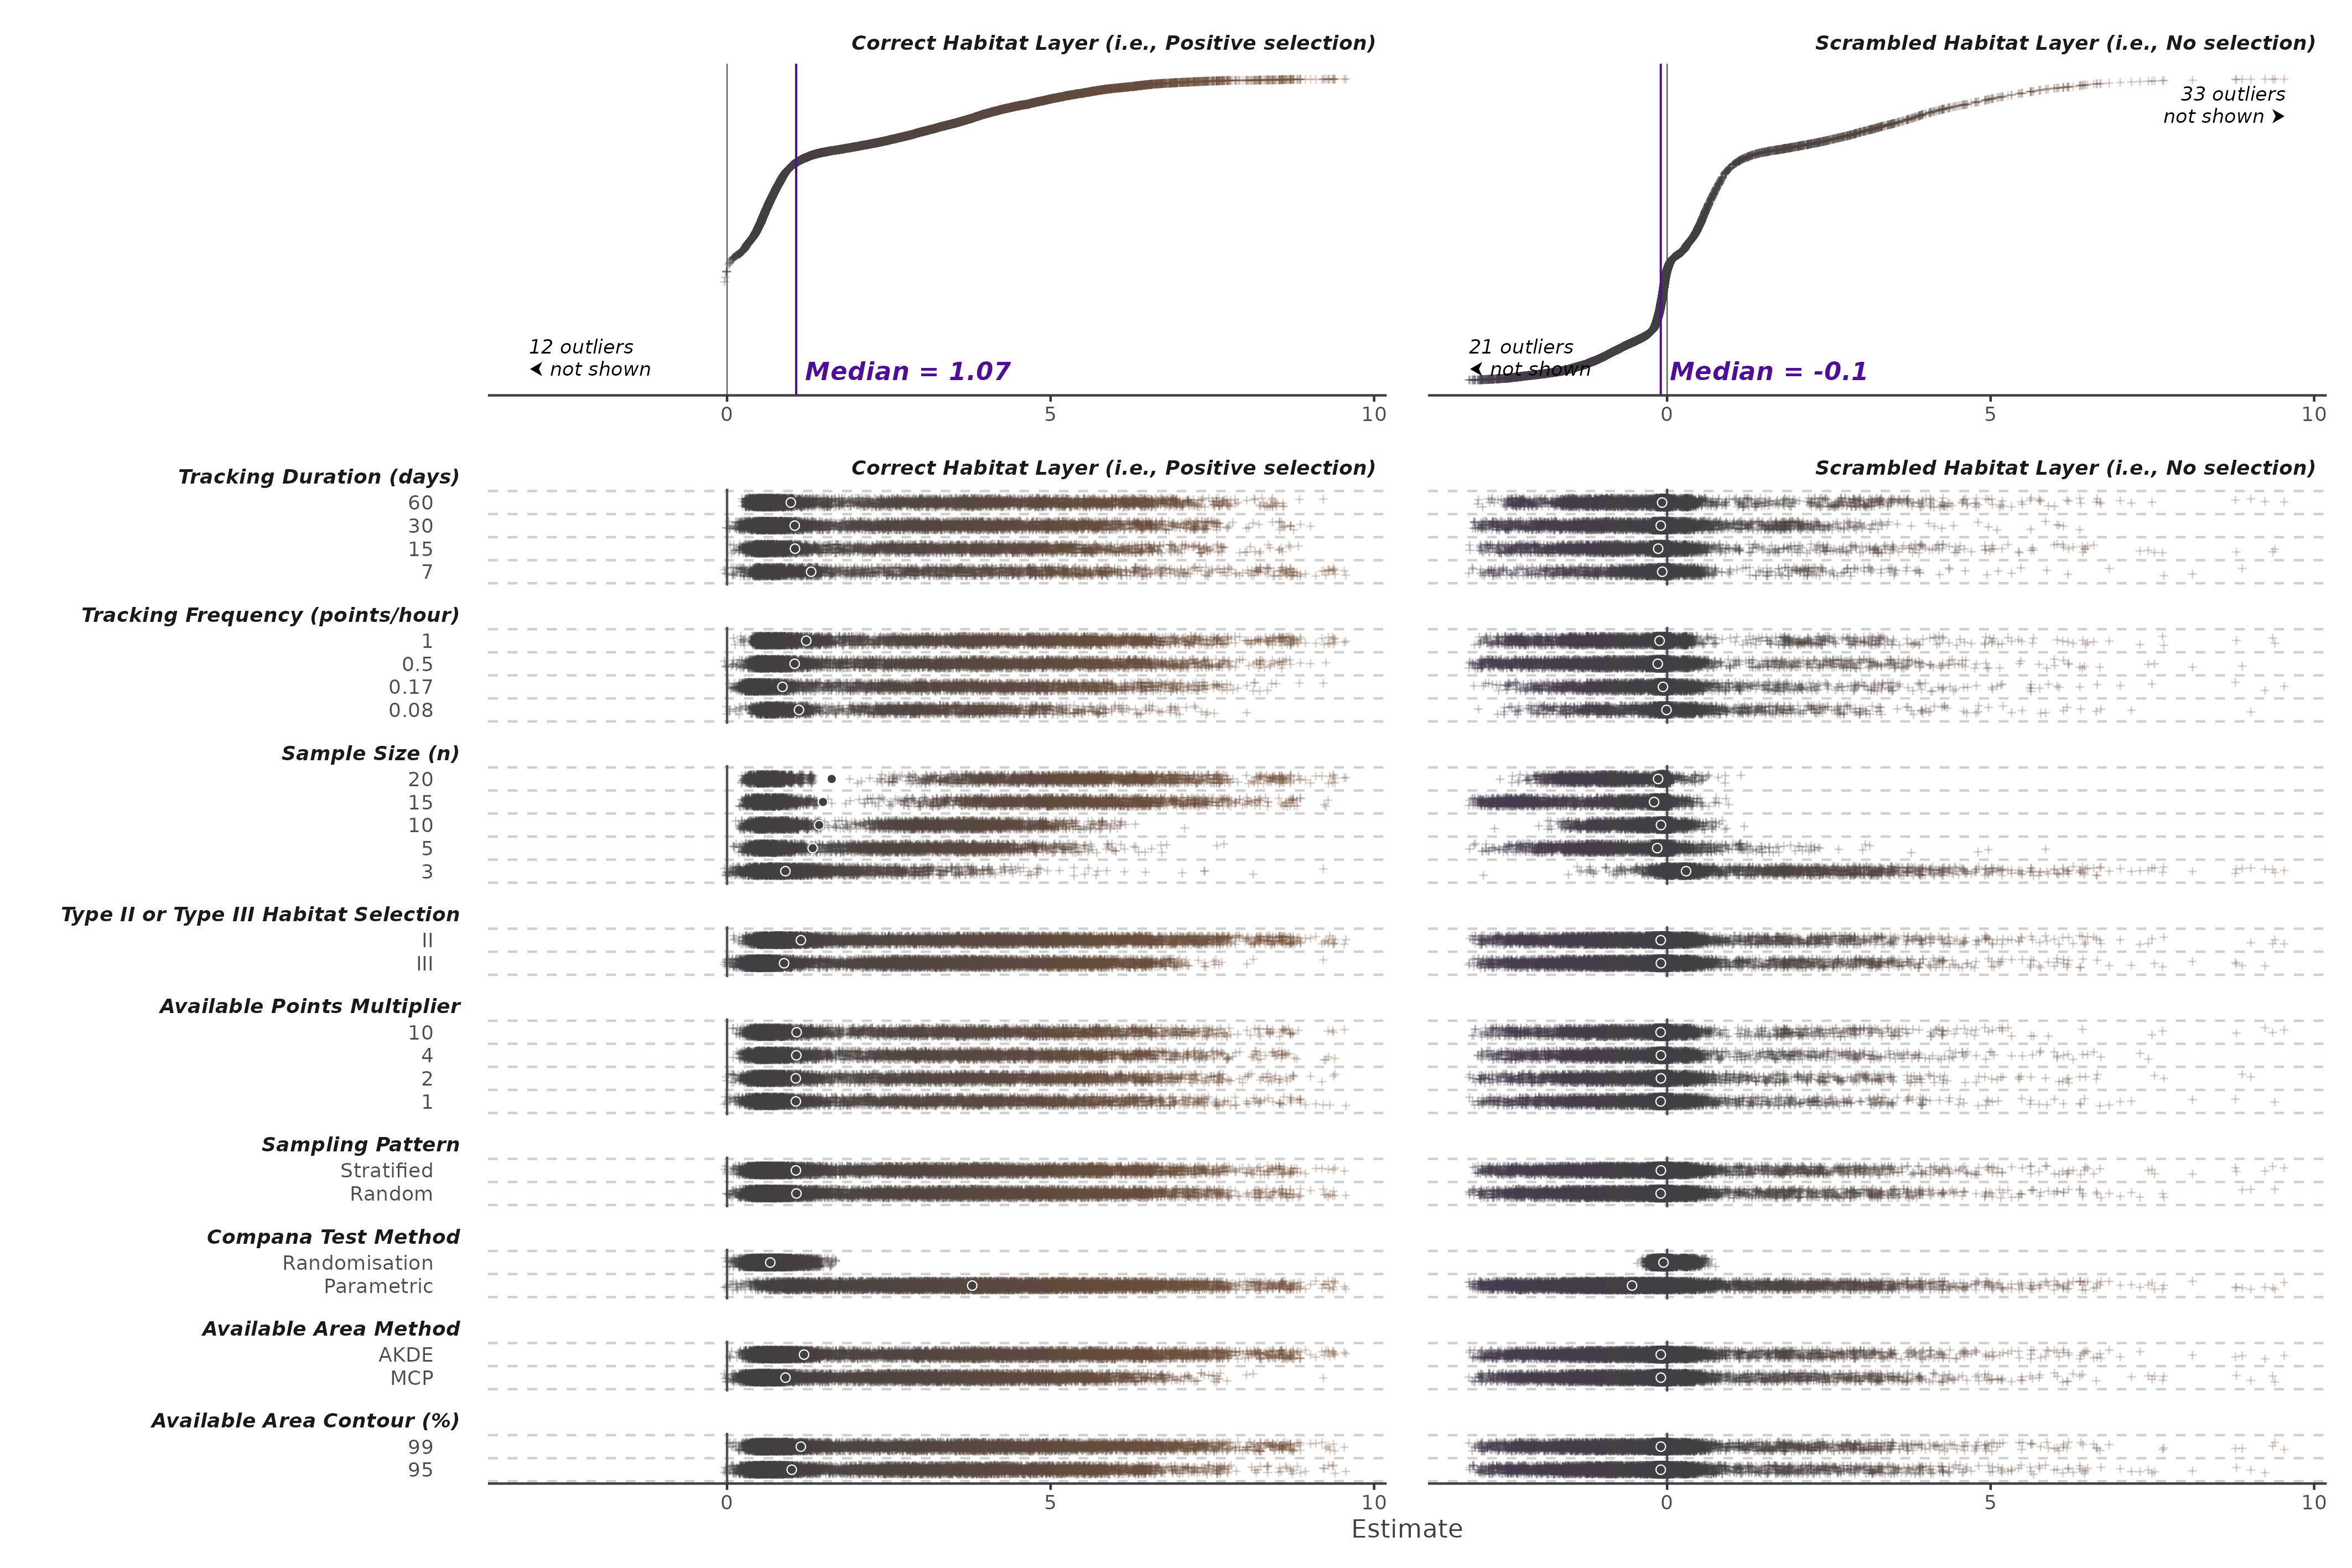 Correct Habitat Layer (i.e., Positive selection)
12 outliers
⮜ not shown
Median = 1.07
0 5 10
Scrambled Habitat Layer (i.e., No selection)
33 outliers
not shown ⮞
21 outliers
⮜ not shown
Median = -0.1
0 5 10
Correct Habitat Layer (i.e., Positive selection)
Scrambled Habitat Layer (i.e., No selection)
Tracking Duration (days)
60
30
15
7
Tracking Frequency (points/hour)
1
0.5
0.17
0.08
Sample Size (n)
20
15
10
5
3
Type II or Type III Habitat Selection
II
III
Available Points Multiplier
10
4
2
1
Sampling Pattern
Stratified
Random
Compana Test Method
Randomisation
Parametric
Available Area Method
AKDE
MCP
Available Area Contour (%)
99
95
0 5 10
0 5 10
Estimate